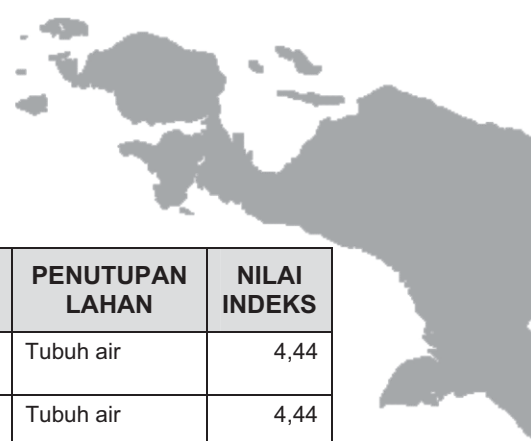 PENUTUPAN
LAHAN
NILAI
INDEKS
Tubuh air
4,44
Tubuh air
4,44